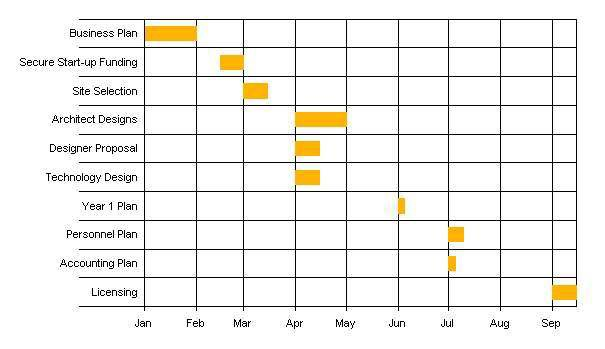 Business Plan
Secure Start-up Funding
Site Selection
Architect Designs
Designer Proposal
Technology Design
Year 1 Plan
Personnel Plan
Accounting Plan
Licensing
Jan Feb Mar Apr May Jun Jul Aug Sep